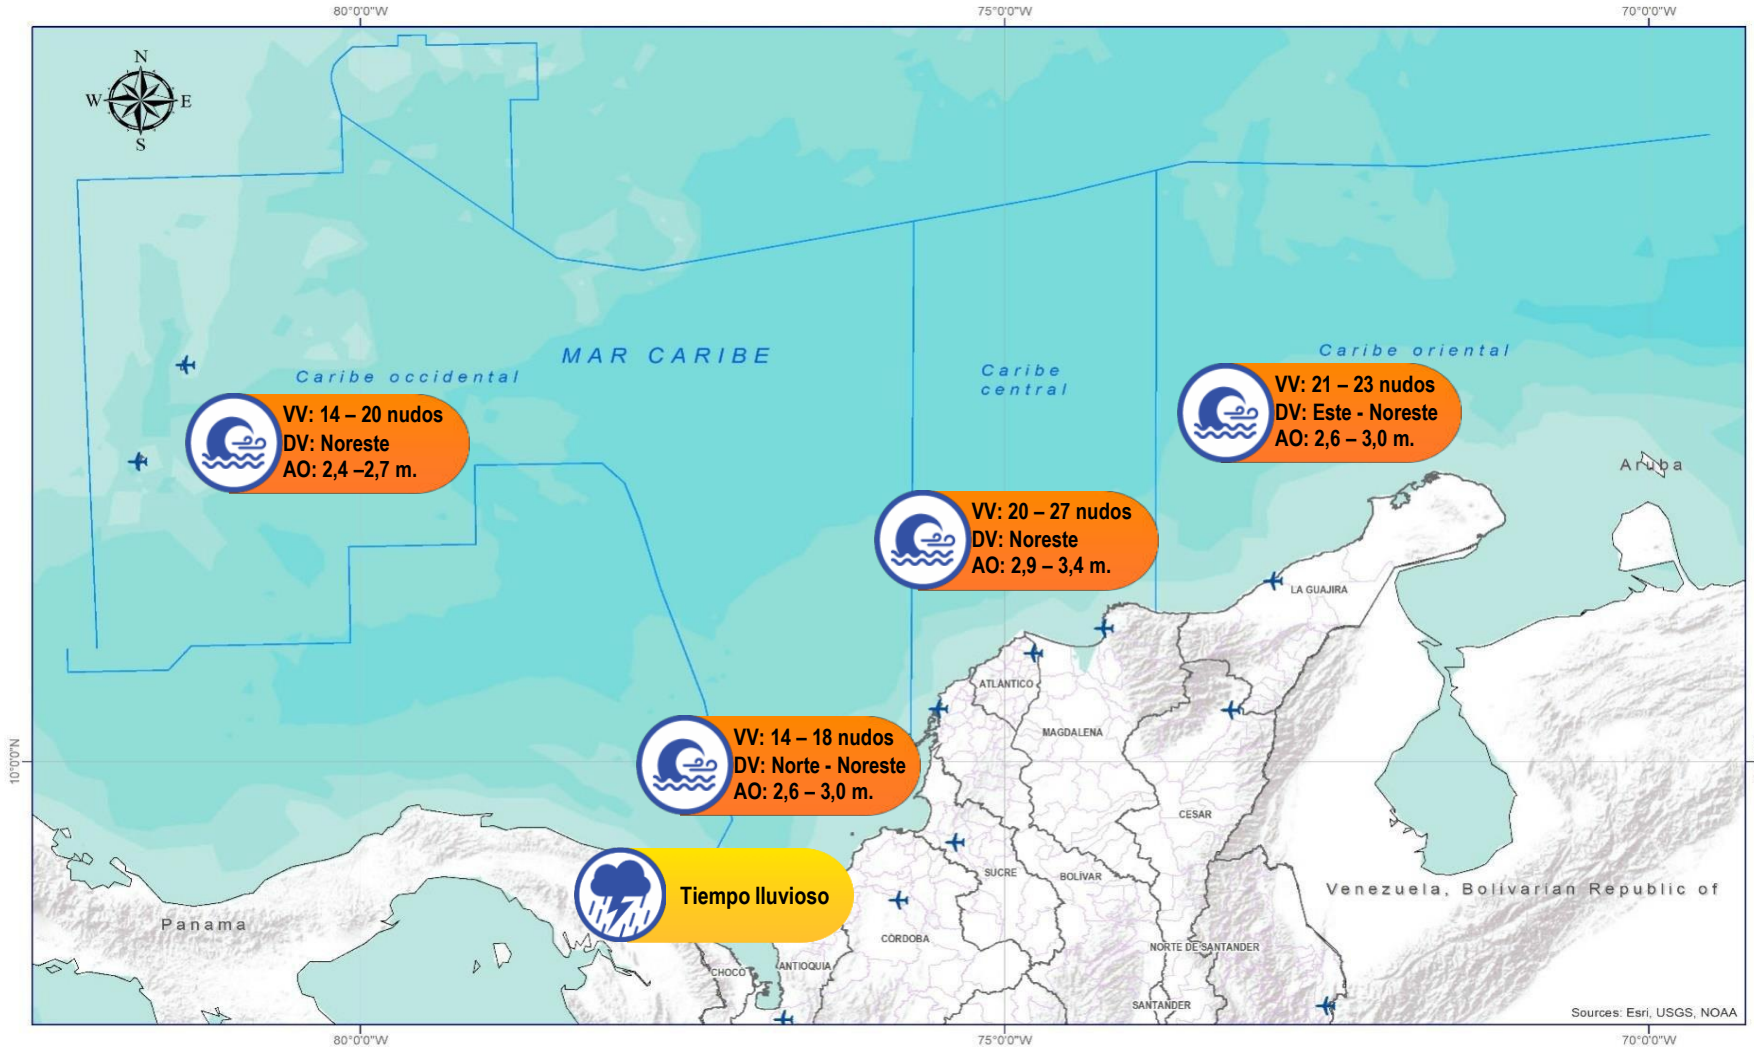 80°0'0"W
75°0'0"W
70°0'0"W
N
W
E
S
MAR CARIBE
Caribe occidental
Caribe
central
Caribe oriental
VV: 14 – 20 nudos
DV: Noreste
AO: 2,4 –2,7 m.
VV: 21 – 23 nudos
DV: Este - Noreste
AO: 2,6 – 3,0 m.
Aruba
VV: 20 – 27 nudos
DV: Noreste
AO: 2,9 – 3,4 m.
LA GUAJIRA
ATLÁNTICO
MAGDALENA
VV: 14 – 18 nudos
DV: Norte - Noreste
AO: 2,6 – 3,0 m.
10°0'0"N
CESAR
SUCRE
BOLÍVAR
Venezuela, Bolivarian Republic of
Tiempo lluvioso
Panama
CÓRDOBA
NORTE DE SANTANDER
CHOCÓ
ANTIOQUIA
SANTANDER
Sources: Esri, USGS, NOAA
80°0'0"W
75°0'0"W
70°0'0"W